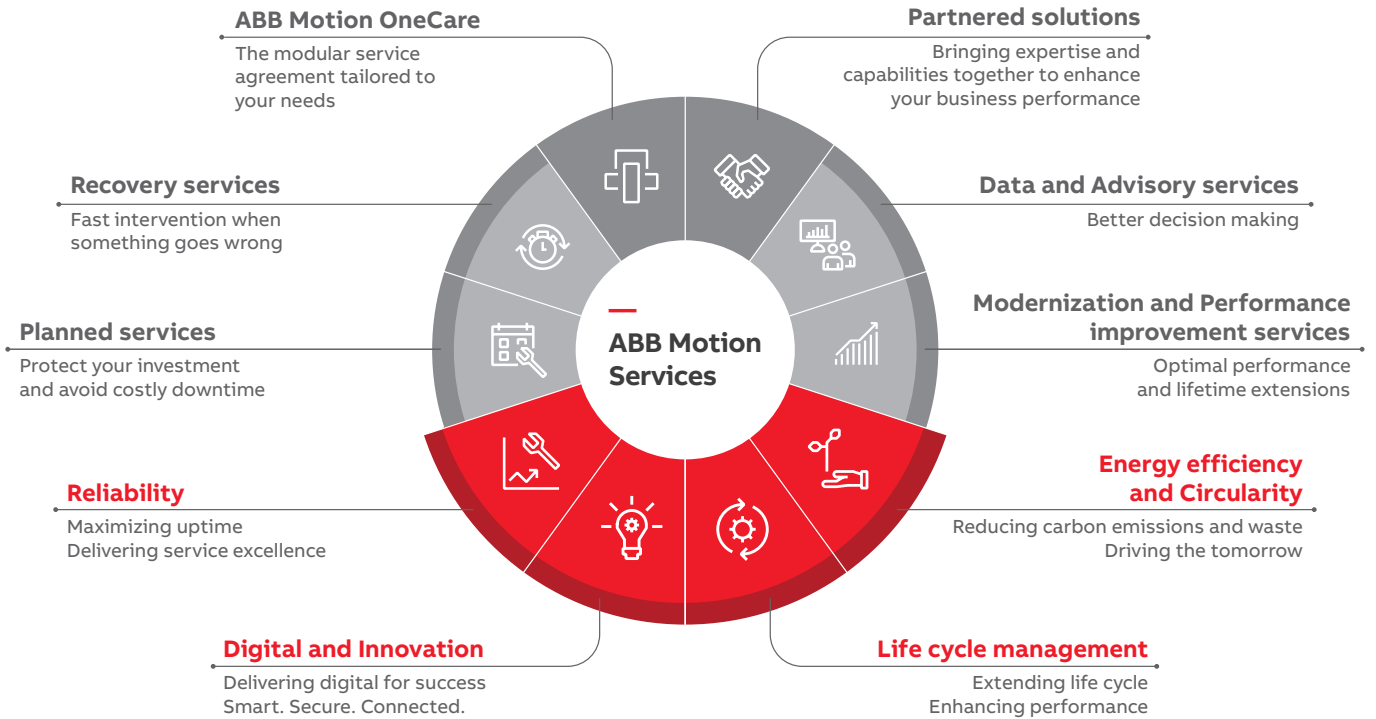 ABB Motion OneCare
The modular service
agreement tailored to
your needs
Partnered solutions
Bringing expertise and
capabilities together to enhance
your business performance
Recovery services
Fast intervention when
something goes wrong
Data and Advisory services
Better decision making
Planned services
Protect your investment
and avoid costly downtime
ABB Motion
Services
Modernization and Performance
improvement services
Optimal performance
and lifetime extensions
Reliability
Maximizing uptime
Delivering service excellence
Energy efficiency
and Circularity
Reducing carbon emissions and waste
Driving the tomorrow
Digital and Innovation
Delivering digital for success
Smart. Secure. Connected.
Life cycle management
Extending life cycle
Enhancing performance